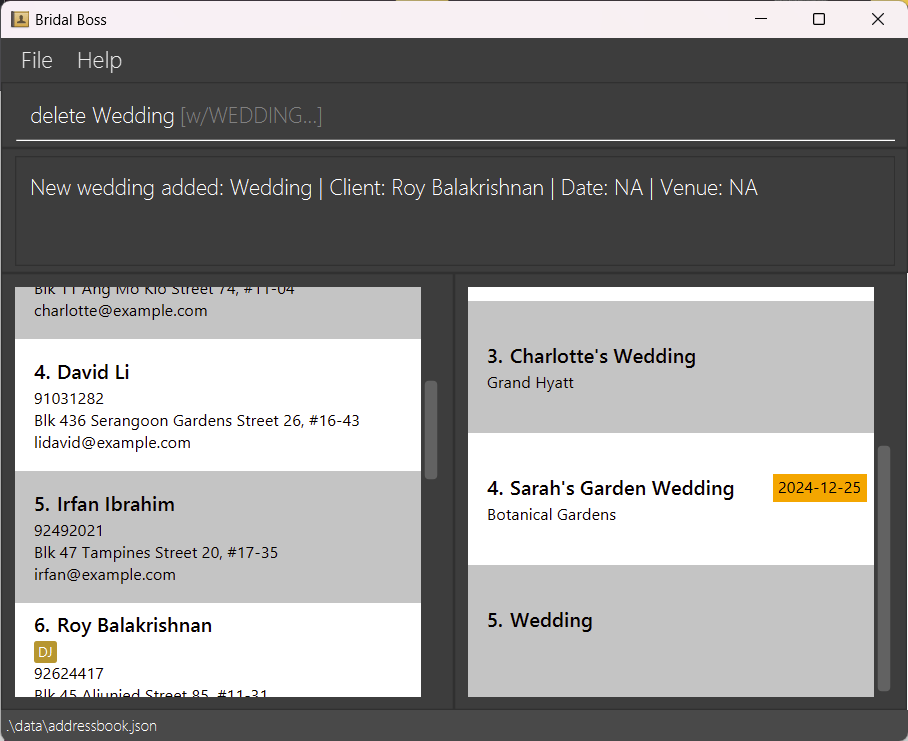 Bridal Boss
File Help
delete Wedding [w/WEDDING...]
New wedding added: Wedding | Client: Roy Balakrishnan | Date: NA | Venue: NA
Blk 11 Ang Mo Kio Street 74, #11-04
charlotte@example.com
4. David Li
91031282
Blk 436 Serangoon Gardens Street 26, #16-43
lidavid@example.com
5. Irfan Ibrahim
92492021
Blk 47 Tampines Street 20, #17-35
irfan@example.com
6. Roy Balakrishnan
DJ
92624417
Blk 45 Aljunied Street 85, #11-31
3. Charlotte's Wedding
Grand Hyatt
4. Sarah's Garden Wedding
2024-12-25
Botanical Gardens
5. Wedding
.\data\addressbook.json